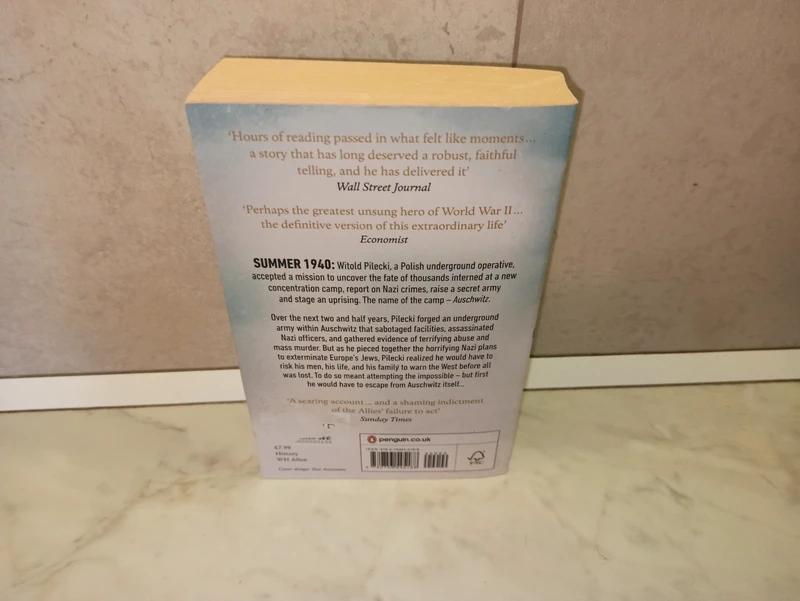 ‘Hours of reading passed in what felt like moments...
a story that has long deserved a robust, faithful
telling, and he has delivered it’
Wall Street Journal
‘Perhaps the greatest unsung hero of World War II...
the definitive version of this extraordinary life’
Economist
SUMMER 1940: Witold Pilecki, a Polish underground operative,
accepted a mission to uncover the fate of thousands interned at a new
concentration camp, report on Nazi crimes, raise a secret army
and stage an uprising. The name of the camp – Auschwitz.
Over the next two and half years, Pilecki forged an underground
army within Auschwitz that sabotaged facilities, assassinated
Nazi officers, and gathered evidence of terrifying abuse and
mass murder. But as he pieced together the horrifying Nazi plans
to exterminate Europe's Jews, Pilecki realized he would have to
risk his men, his life, and his family to warn the West before all
was lost. To do so meant attempting the impossible – but first
he would have to escape from Auschwitz itself...
‘A searing account... and a shaming indictment
of the Allies' failure to act’
Sunday Times
£7.99
History
WH Allen
Cover design:
penguin.co.uk
FSC